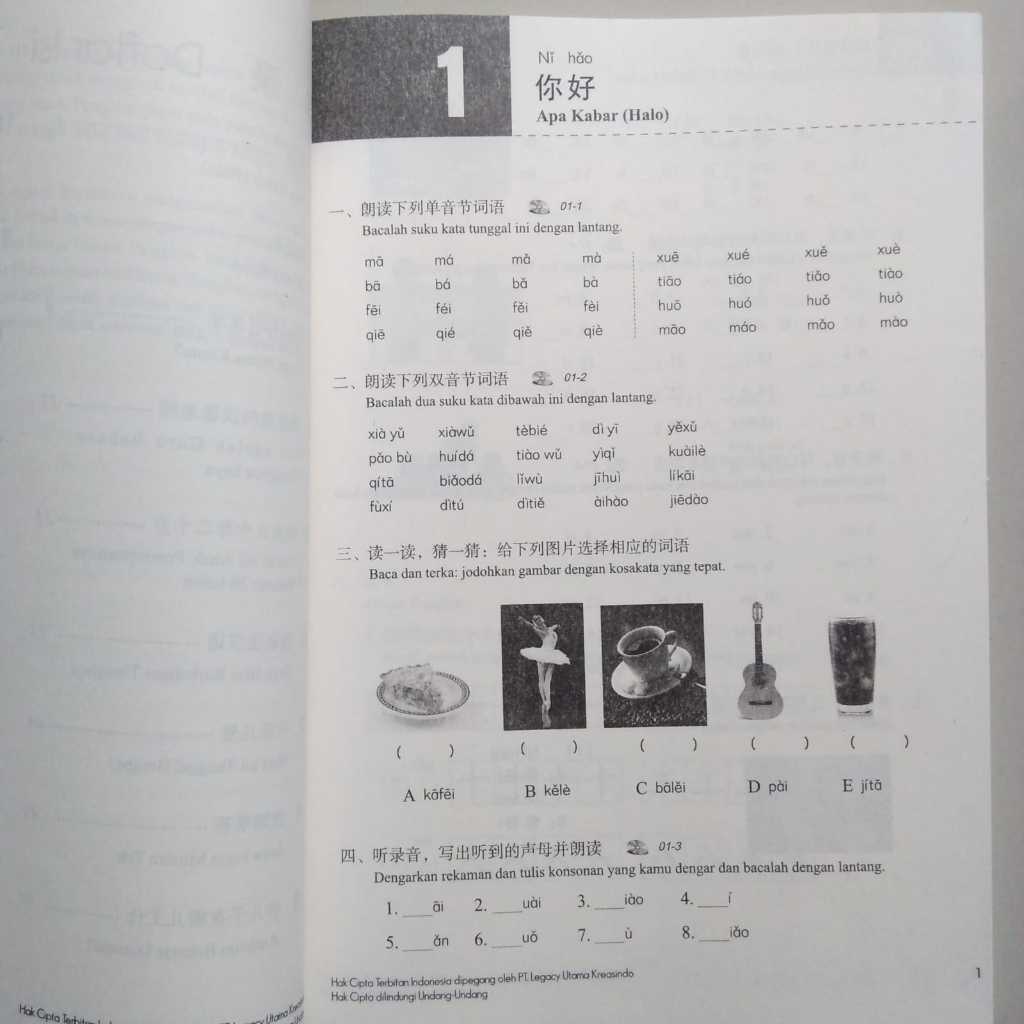 1
Nǐ hǎo
你好
Apa Kabar (Halo)
一、朗读下列单音节词语 01-1
Bacalah suku kata tunggal ini dengan lantang.
mā má mǎ mà xuē xué xuě xuè
bā bá bǎ bà tiāo tiáo tiǎo tiào
fēi féi fěi fèi huō huó huǒ huò
qiē qié qiě qiè māo máo mǎo mào
二、朗读下列双音节词语 01-2
Bacalah dua suku kata dibawah ini dengan lantang.
xià yǔ xiàwǔ tèbié dì yī yěxǔ
pǎo bù huídá tiào wǔ yìqǐ kuàilè
qítā biǎodá lǐwù jīhuì líkāi
fùxí dìtú dìtiě àihào jiēdào
三、读一读，猜一猜：给下列图片选择相应的词语
Baca dan terka: jodohkan gambar dengan kosakata yang tepat.
( ) ( ) ( ) ( ) ( )
A kāfēi B kělè C bālěi D pài E jítā
四、听录音，写出听到的声母并朗读 01-3
Dengarkan rekaman dan tulis konsonan yang kamu dengar dan bacalah dengan lantang.
1. ____āi 2. ____uài 3. ____iào 4. ____í
5. ____ǎn 6. ____uǒ 7. ____ù 8. ____iǎo
Hak Cipta Terbitan Indonesia dipegang oleh PT. Legacy Utama Kreasindo
Hak Cipta dilindungi Undang-Undang
1